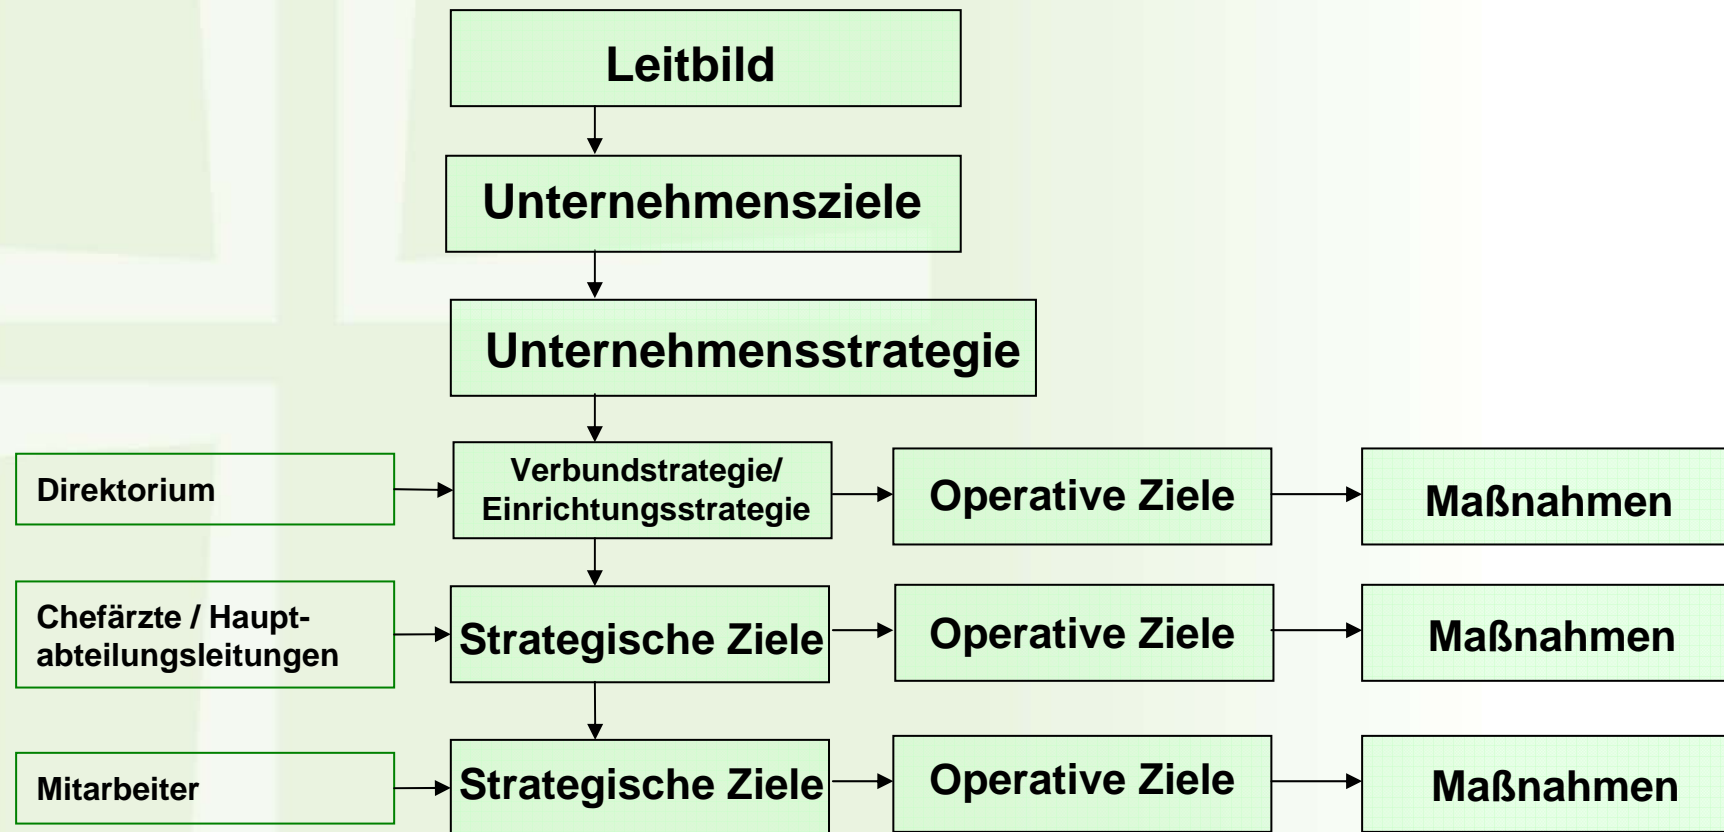 Leitbild
Unternehmensziele
Unternehmensstrategie
Direktorium
Verbundstrategie/
Einrichtungsstrategie
Operative Ziele
Maßnahmen
Chefärzte / Haupt-
abteilungsleitungen
Strategische Ziele
Operative Ziele
Maßnahmen
Mitarbeiter
Strategische Ziele
Operative Ziele
Maßnahmen